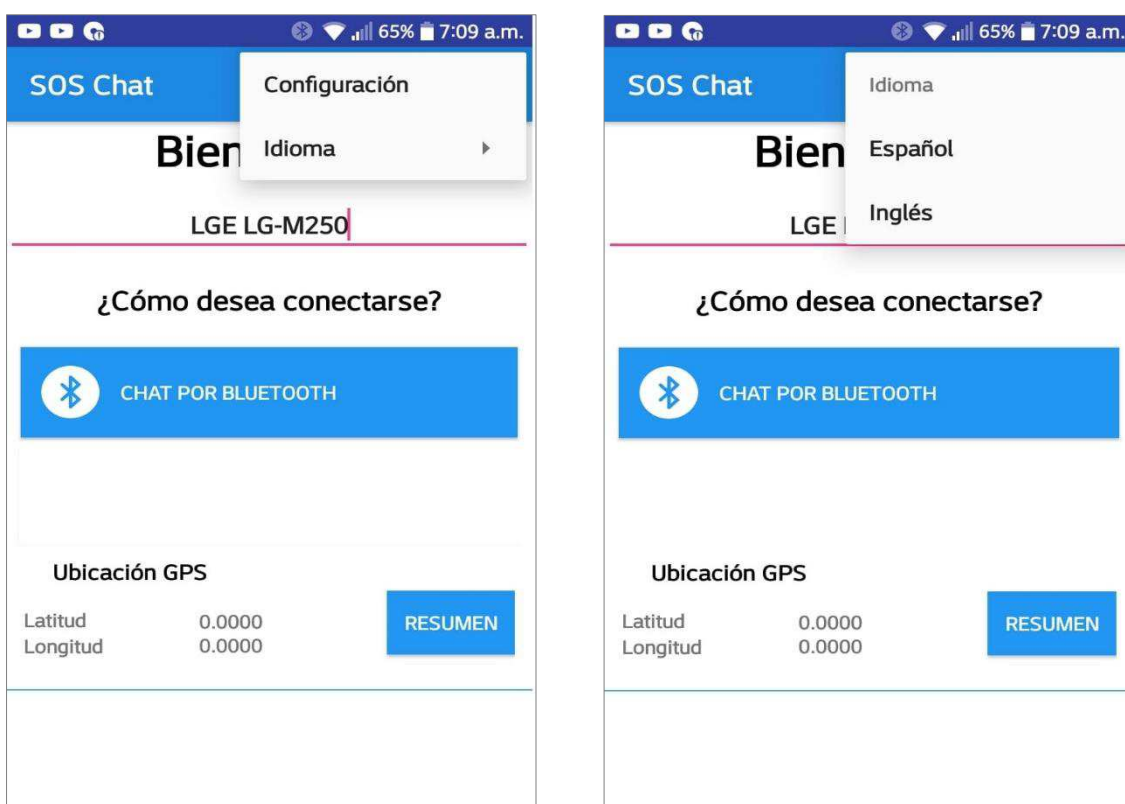 65% 7:09 a.m.
SOS Chat
Configuración
Idioma
Bien
LGE LG-M250
¿Cómo desea conectarse?
CHAT POR BLUETOOTH
Ubicación GPS
Latitud 0.0000
Longitud 0.0000
RESUMEN
65% 7:09 a.m.
SOS Chat
Idioma
Español
Inglés
Bien
LGE
¿Cómo desea conectarse?
CHAT POR BLUETOOTH
Ubicación GPS
Latitud 0.0000
Longitud 0.0000
RESUMEN